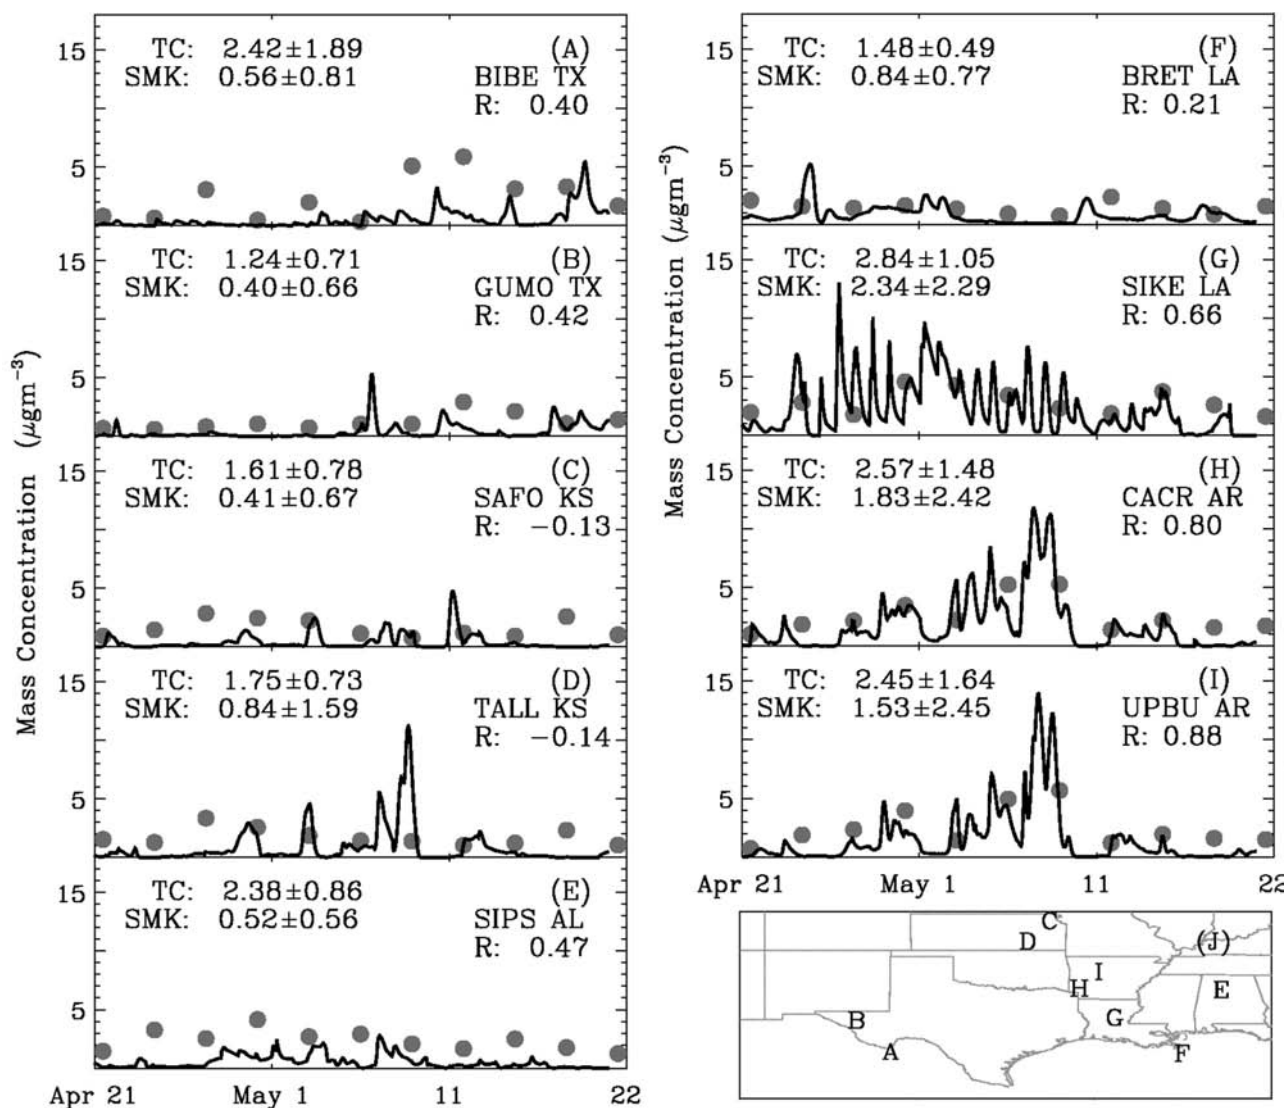 15
5
TC: 2.42±1.89
SMK: 0.56±0.81
(A)
BIBE TX
R: 0.40
15
5
TC: 1.24±0.71
SMK: 0.40±0.66
(B)
GUMO TX
R: 0.42
15
5
TC: 1.61±0.78
SMK: 0.41±0.67
(C)
SAFO KS
R: −0.13
15
5
TC: 1.75±0.73
SMK: 0.84±1.59
(D)
TALL KS
R: −0.14
15
5
TC: 2.38±0.86
SMK: 0.52±0.56
(E)
SIPS AL
R: 0.47
Mass Concentration (μgm⁻³)
Apr 21 May 1 11 22
15
5
TC: 1.48±0.49
SMK: 0.84±0.77
(F)
BRET LA
R: 0.21
15
5
TC: 2.84±1.05
SMK: 2.34±2.29
(G)
SIKE LA
R: 0.66
15
5
TC: 2.57±1.48
SMK: 1.83±2.42
(H)
CACR AR
R: 0.80
15
5
TC: 2.45±1.64
SMK: 1.53±2.45
(I)
UPBU AR
R: 0.88
Mass Concentration (μgm⁻³)
Apr 21 May 1 11 22
C
D
(J)
I
H
E
B
G
A
F